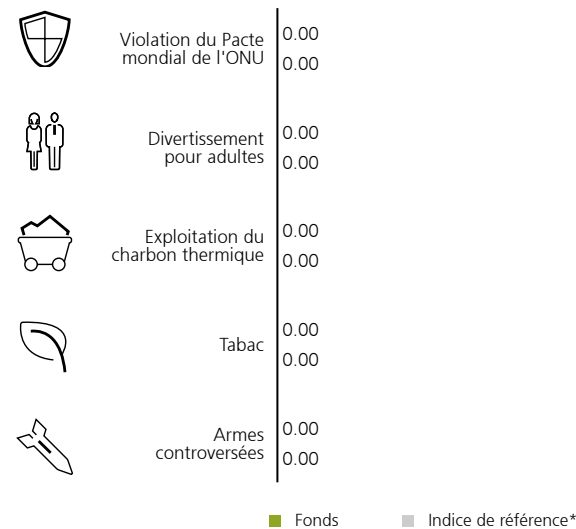 Violation du Pacte
mondial de l'ONU
0.00
0.00
Divertissement
pour adultes
0.00
0.00
Exploitation du
charbon thermique
0.00
0.00
Tabac
0.00
0.00
Armes
controversées
0.00
0.00
Fonds
Indice de référence*